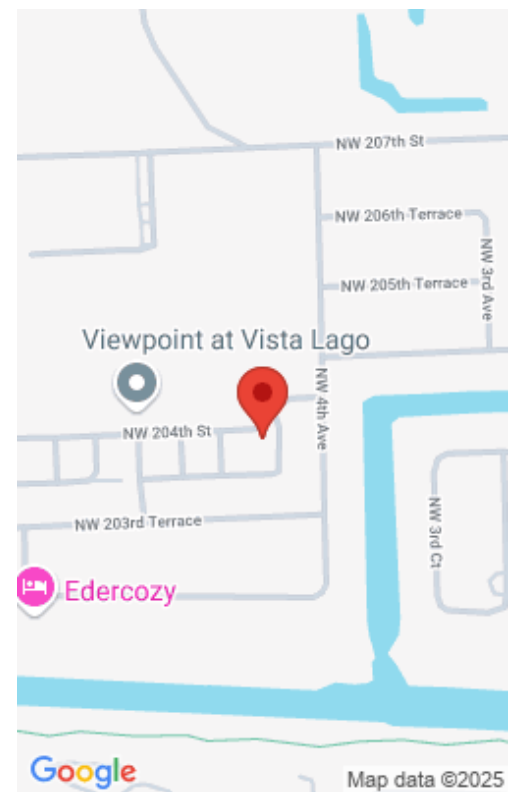 NW 207th St
NW 206th Terrace
NW 205th Terrace
NW 3rd Ave
Viewpoint at Vista Lago
NW 4th Ave
NW 204th St
NW 203rd Terrace
NW 3rd Ct
Edercozy
Google
Map data ©2025